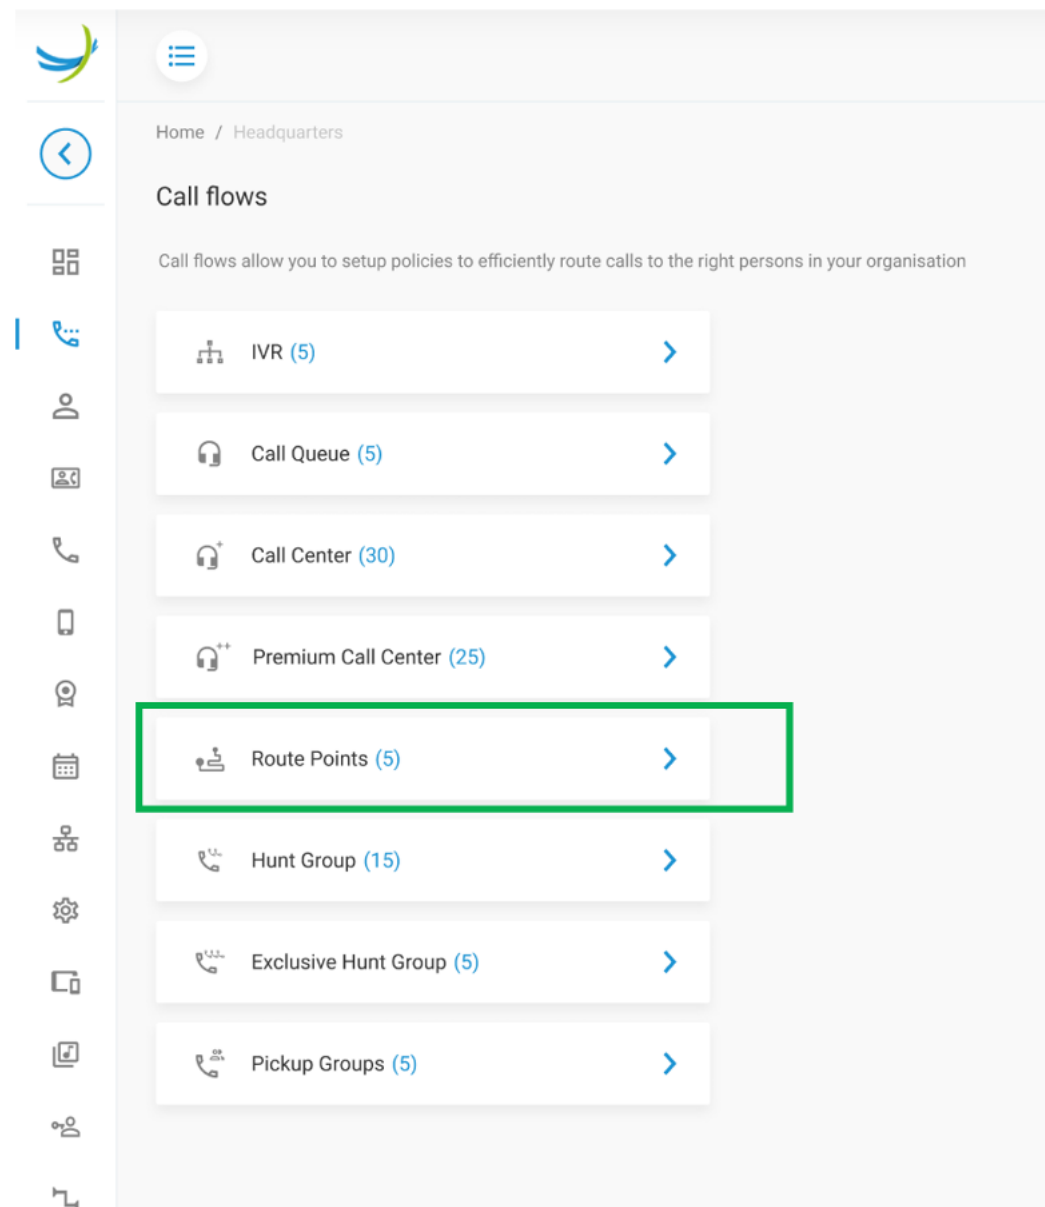 Home / Headquarters
Call flows
Call flows allow you to setup policies to efficiently route calls to the right persons in your organisation
IVR (5)
Call Queue (5)
Call Center (30)
Premium Call Center (25)
Route Points (5)
Hunt Group (15)
Exclusive Hunt Group (5)
Pickup Groups (5)